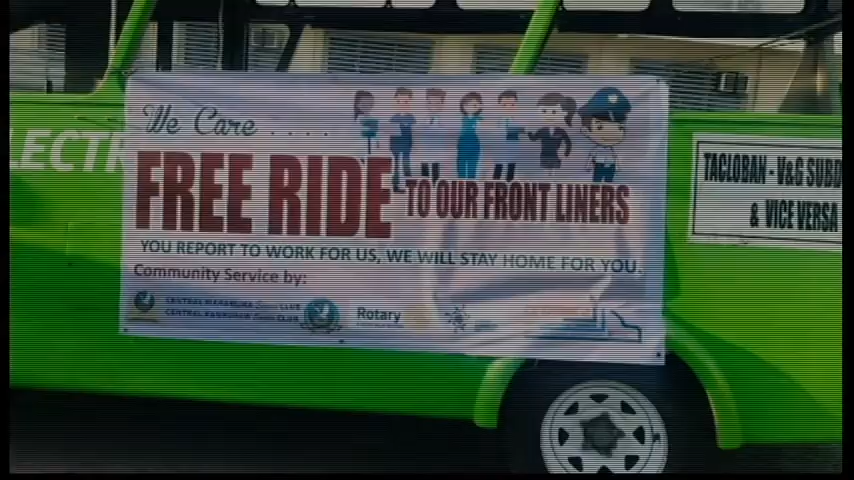 We Care . . . .
FREE RIDE TO OUR FRONT LINERS
YOU REPORT TO WORK FOR US, WE WILL STAY HOME FOR YOU.
Community Service by:
Rotary
LECTR
TACLOBAN - V&G SUBD
& VICE VERSA